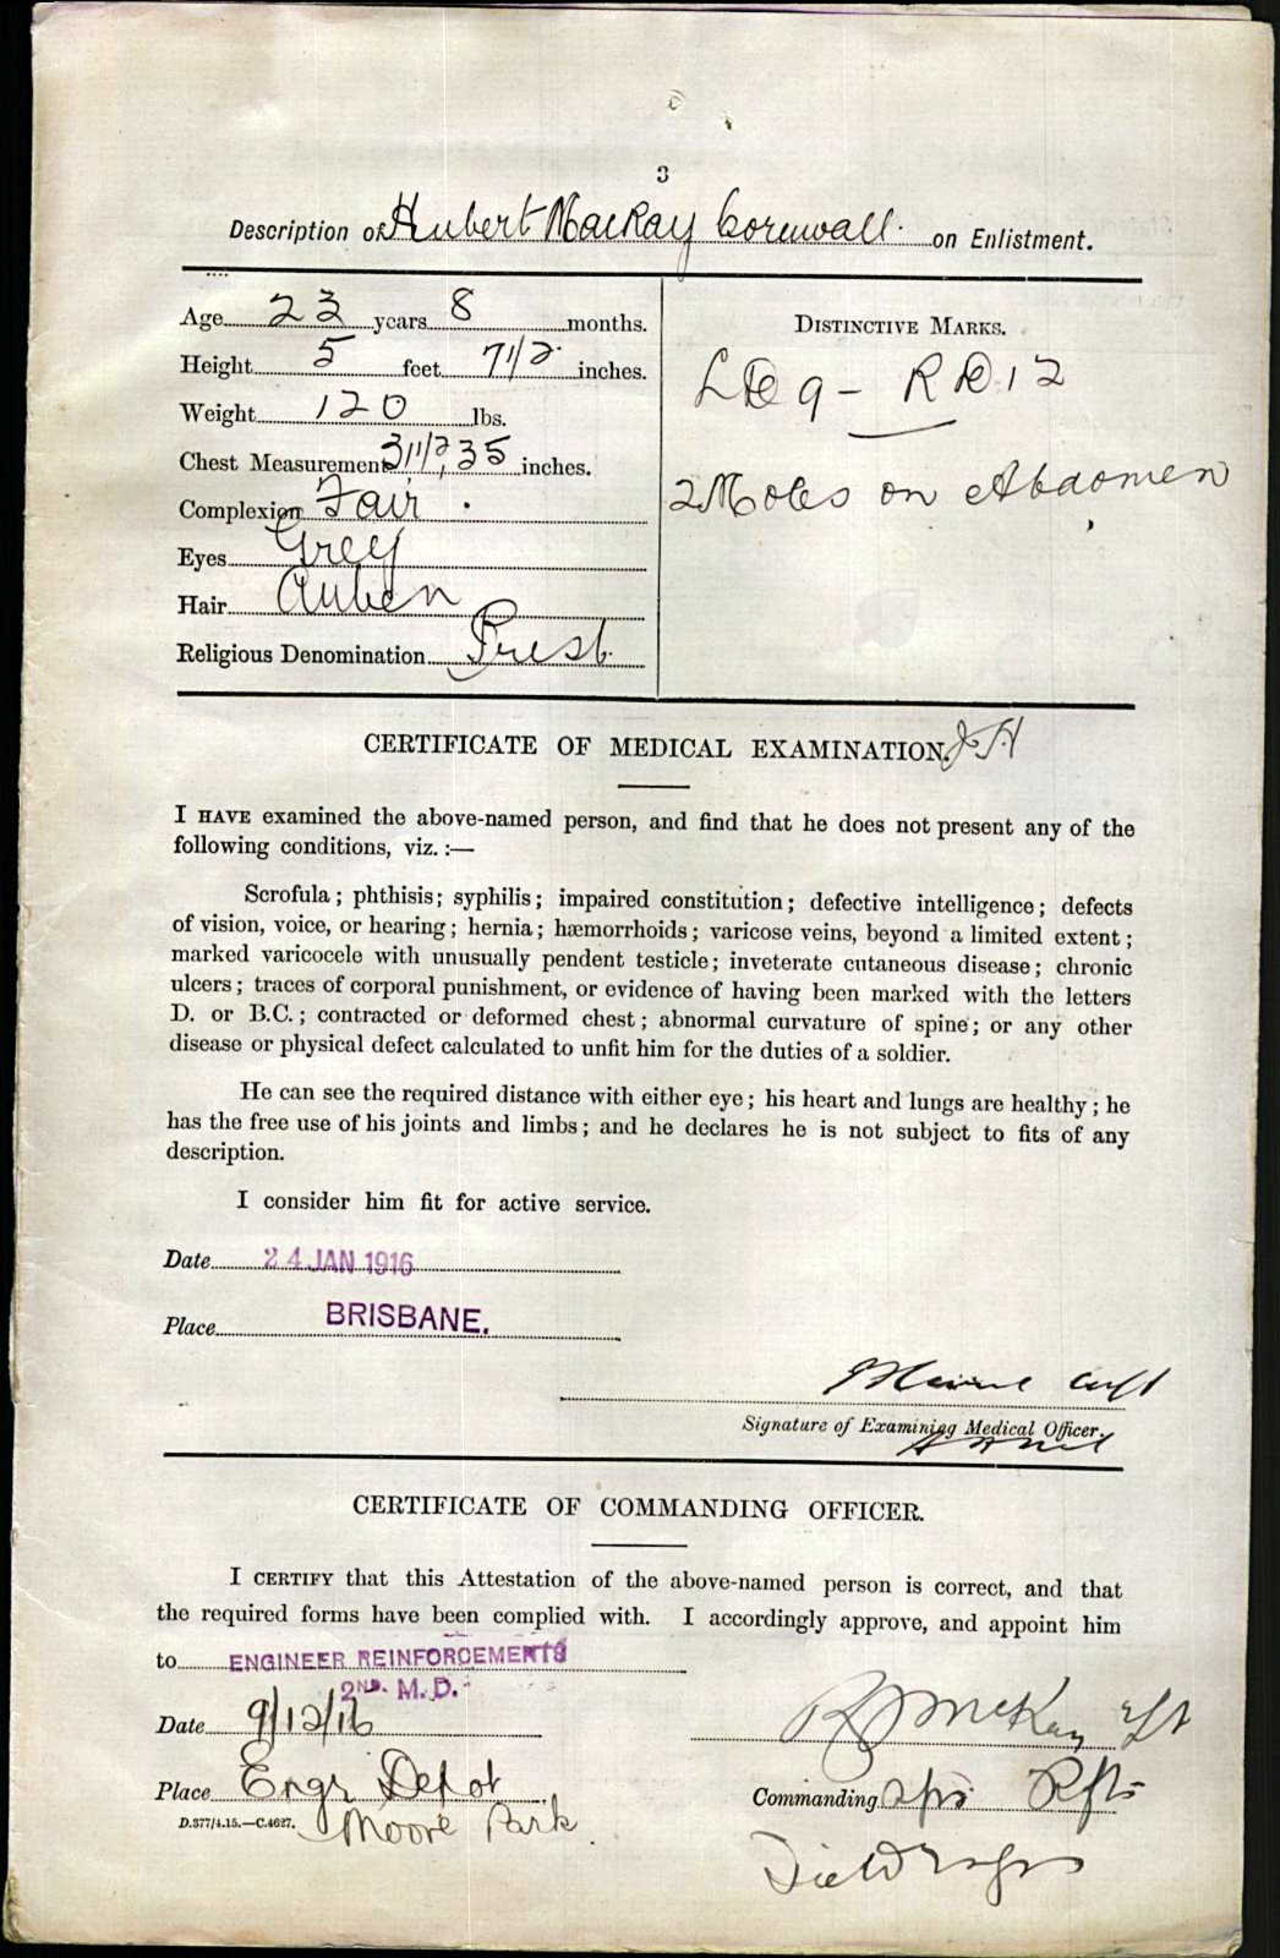 3
Description of Hubert MacKay Cornwall. on Enlistment.
Age 23 years 8 months.
Height 5 feet 7 1/2 inches.
Weight 120 lbs.
Chest Measurement 31 1/2, 35 inches.
Complexion Fair.
Eyes Grey
Hair Auben
Religious Denomination Presb.
DISTINCTIVE MARKS.
9 - R 12
2 Moles on Abdomen
CERTIFICATE OF MEDICAL EXAMINATION.
I HAVE examined the above-named person, and find that he does not present any of the
following conditions, viz. :—
Scrofula ; phthisis ; syphilis ; impaired constitution ; defective intelligence ; defects
of vision, voice, or hearing ; hernia ; hæmorrhoids ; varicose veins, beyond a limited extent ;
marked varicocele with unusually pendent testicle ; inveterate cutaneous disease ; chronic
ulcers ; traces of corporal punishment, or evidence of having been marked with the letters
D. or B.C. ; contracted or deformed chest ; abnormal curvature of spine ; or any other
disease or physical defect calculated to unfit him for the duties of a soldier.
He can see the required distance with either eye ; his heart and lungs are healthy ; he
has the free use of his joints and limbs ; and he declares he is not subject to fits of any
description.
I consider him fit for active service.
Date 24 JAN 1916
Place BRISBANE.
Signature of Examining Medical Officer.
CERTIFICATE OF COMMANDING OFFICER.
I CERTIFY that this Attestation of the above-named person is correct, and that
the required forms have been complied with. I accordingly approve, and appoint him
to ENGINEER REINFORCEMENTS
2ND. M.D.
Date 9/12/16
R McKay Lt
Place Engr Depot
Commanding Rfts
D.377/4.15.—C.4627.
Moore Park